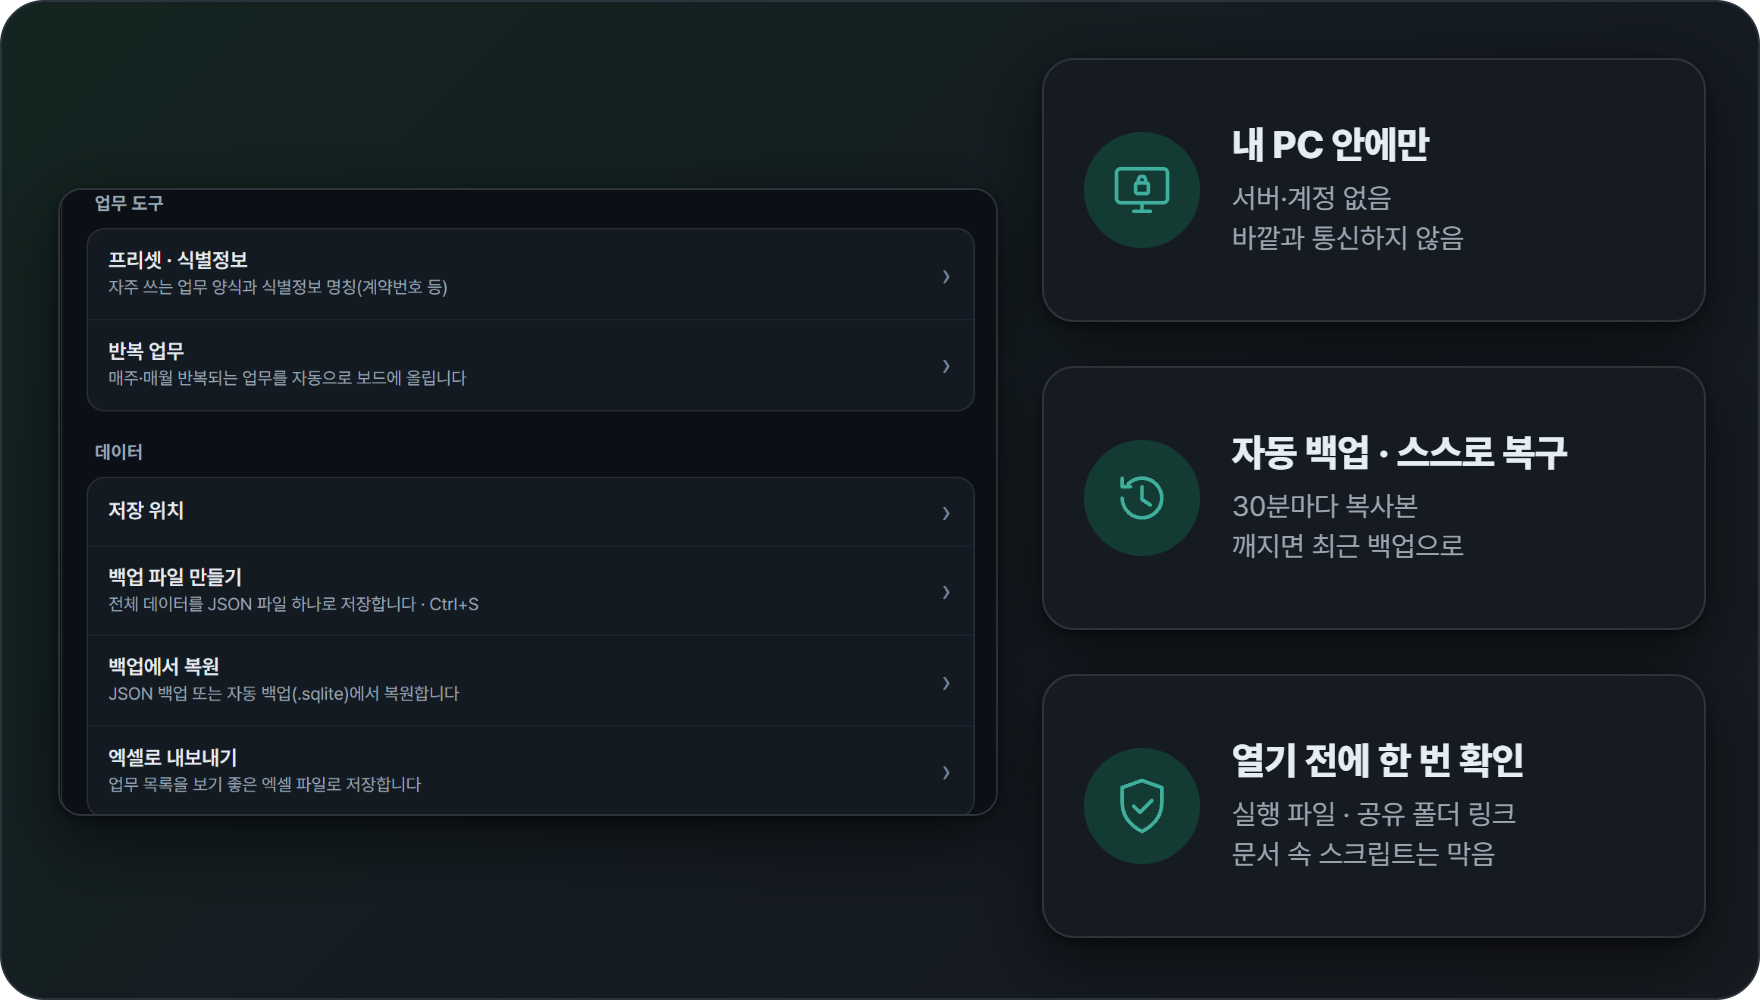 업무 도구
프리셋 · 식별정보
자주 쓰는 업무 양식과 식별정보 명칭(계약번호 등)
반복 업무
매주·매월 반복되는 업무를 자동으로 보드에 올립니다
데이터
저장 위치
백업 파일 만들기
전체 데이터를 JSON 파일 하나로 저장합니다 · Ctrl+S
백업에서 복원
JSON 백업 또는 자동 백업(.sqlite)에서 복원합니다
엑셀로 내보내기
업무 목록을 보기 좋은 엑셀 파일로 저장합니다
내 PC 안에만
서버·계정 없음
바깥과 통신하지 않음
자동 백업 · 스스로 복구
30분마다 복사본
깨지면 최근 백업으로
열기 전에 한 번 확인
실행 파일 · 공유 폴더 링크
문서 속 스크립트는 막음